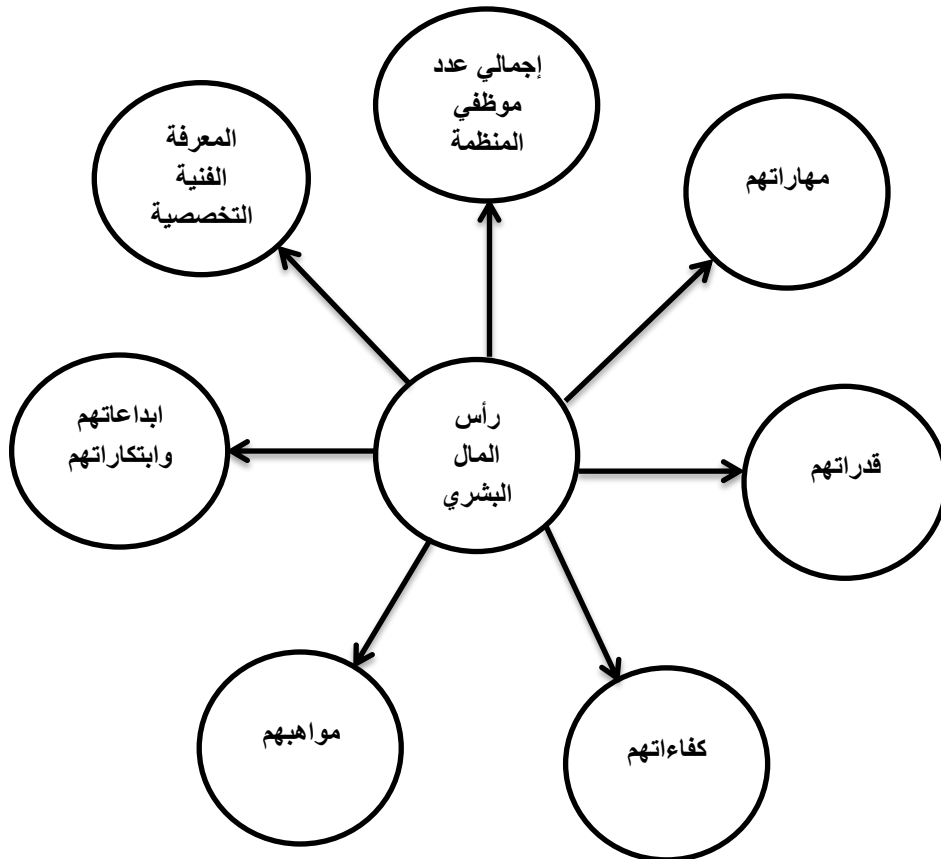 إجمالي عدد
موظفي
المنظمة
مهاراتهم
قدراتهم
كفاءاتهم
مواهبهم
ابداعاتهم
وابتكاراتهم
المعرفة
الفنية
التخصصية
رأس
المال
البشري